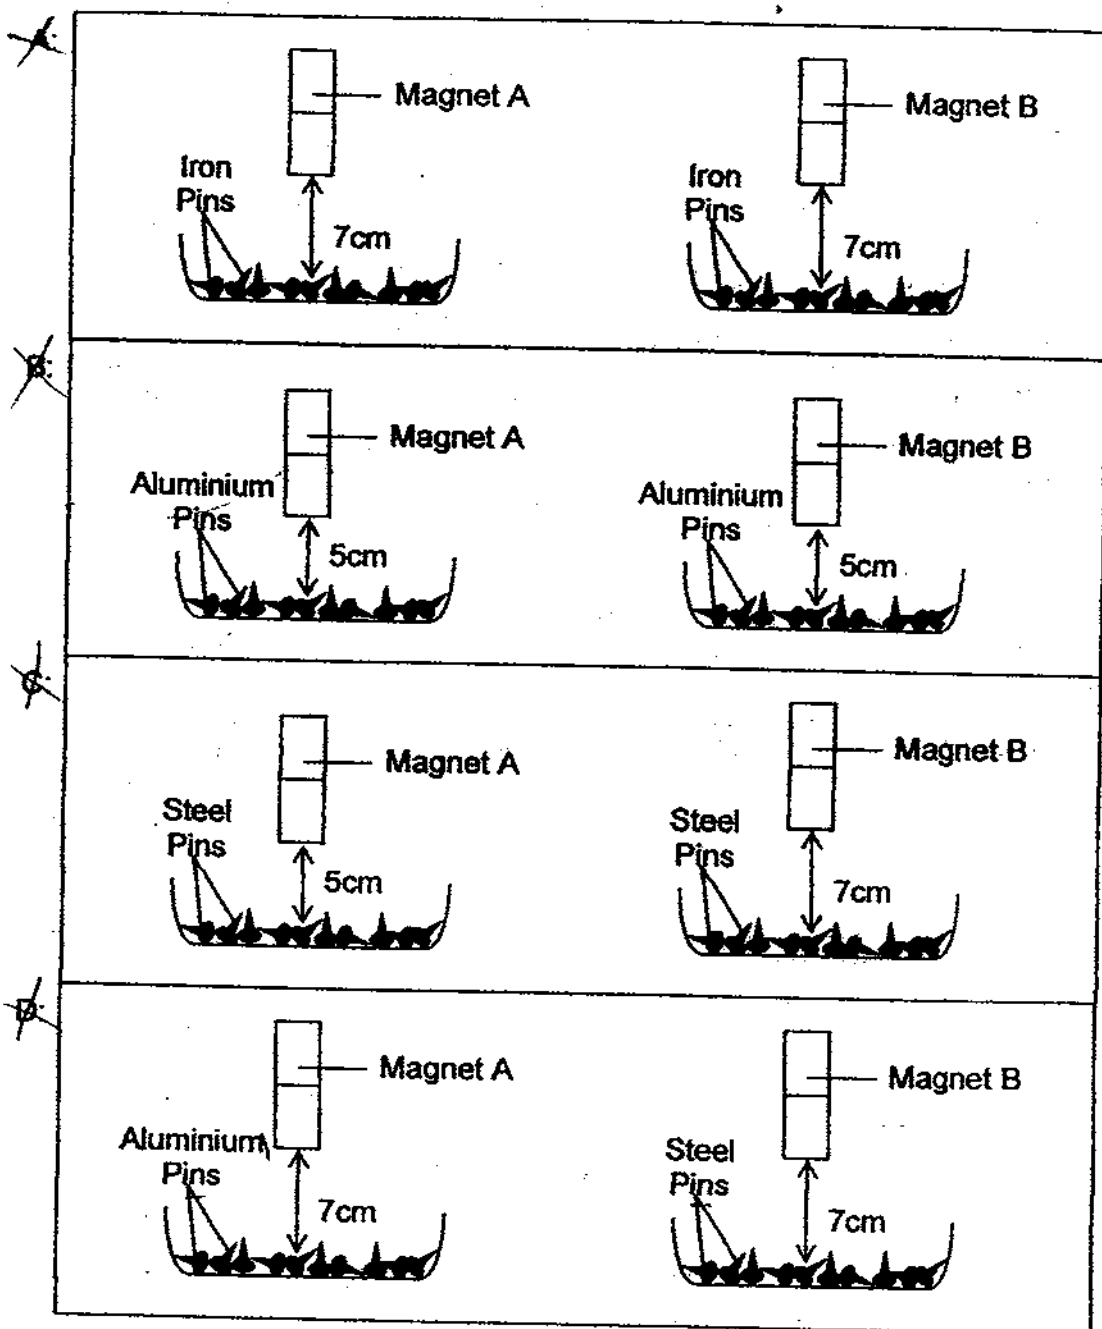 A:
Magnet A
Magnet B
Iron
Pins
Iron
Pins
7cm
7cm
B:
Magnet A
Magnet B
Aluminium
Pins
Aluminium
Pins
5cm
5cm
C:
Magnet A
Magnet B
Steel
Pins
Steel
Pins
5cm
7cm
D:
Magnet A
Magnet B
Aluminium
Pins
Steel
Pins
7cm
7cm